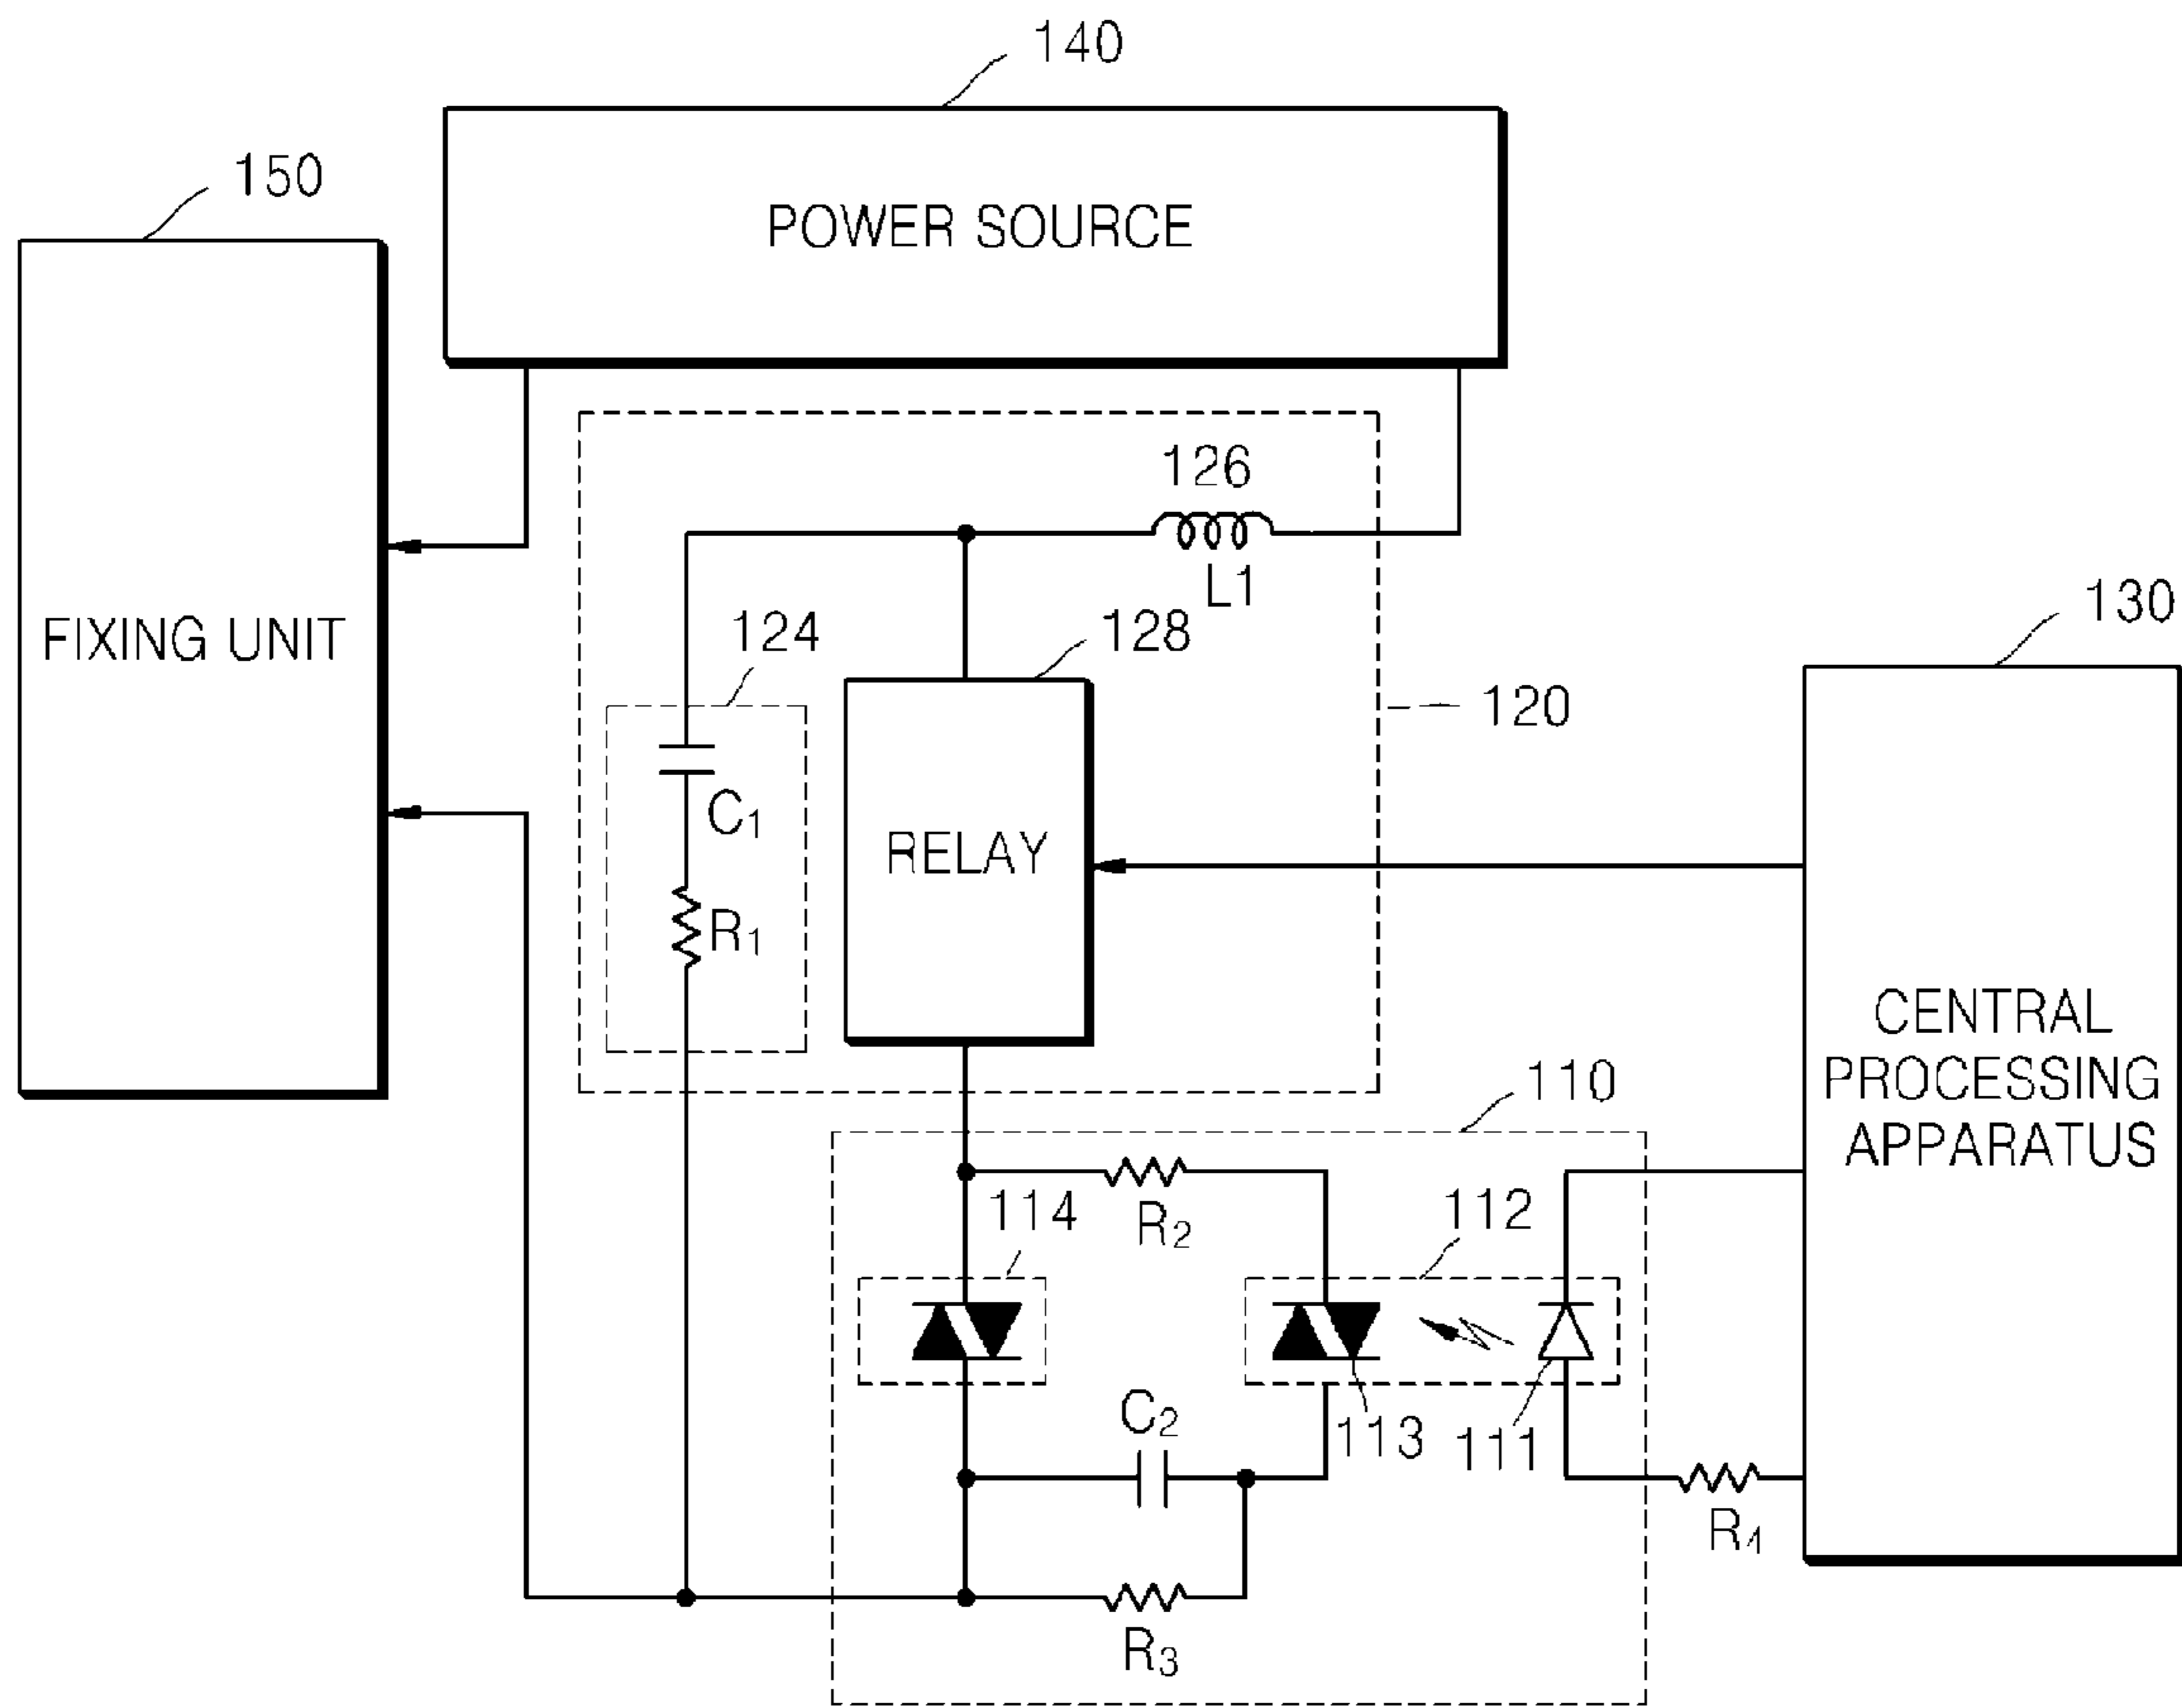 140
150
POWER SOURCE
126
L1
130
124
128
FIXING UNIT
120
C1
RELAY
R1
CENTRAL
PROCESSING
APPARATUS
110
114
R2
112
C2
113
111
R4
R3